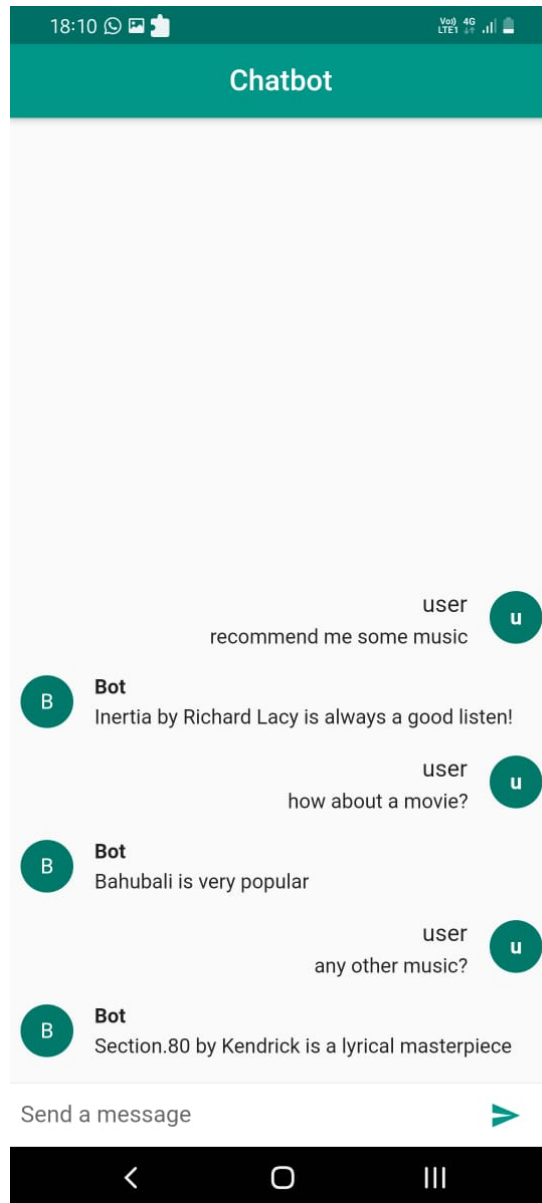 18:10
Vo)) 4G
LTE1
Chatbot
user
recommend me some music
u
B
Bot
Inertia by Richard Lacy is always a good listen!
user
how about a movie?
u
B
Bot
Bahubali is very popular
user
any other music?
u
B
Bot
Section.80 by Kendrick is a lyrical masterpiece
Send a message